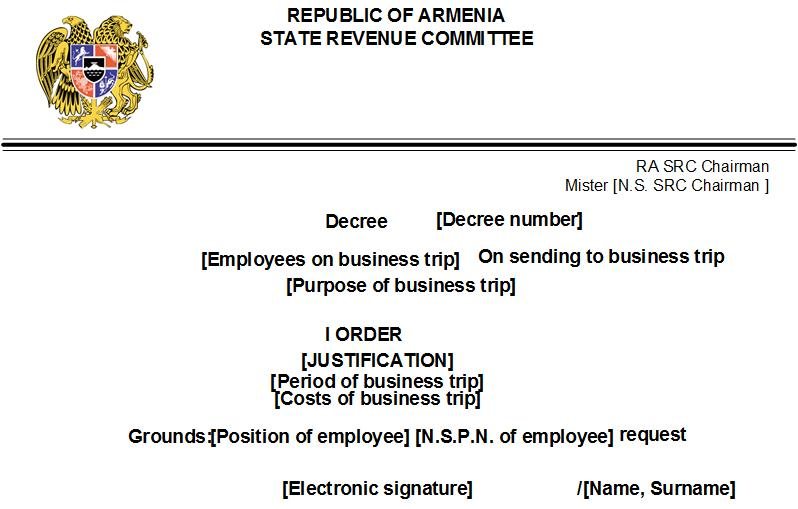 REPUBLIC OF ARMENIA
STATE REVENUE COMMITTEE
RA SRC Chairman
Mister [N.S. SRC Chairman ]
Decree [Decree number]
[Employees on business trip] On sending to business trip
[Purpose of business trip]
I ORDER
[JUSTIFICATION]
[Period of business trip]
[Costs of business trip]
Grounds:[Position of employee] [N.S.P.N. of employee] request
[Electronic signature] /[Name, Surname]